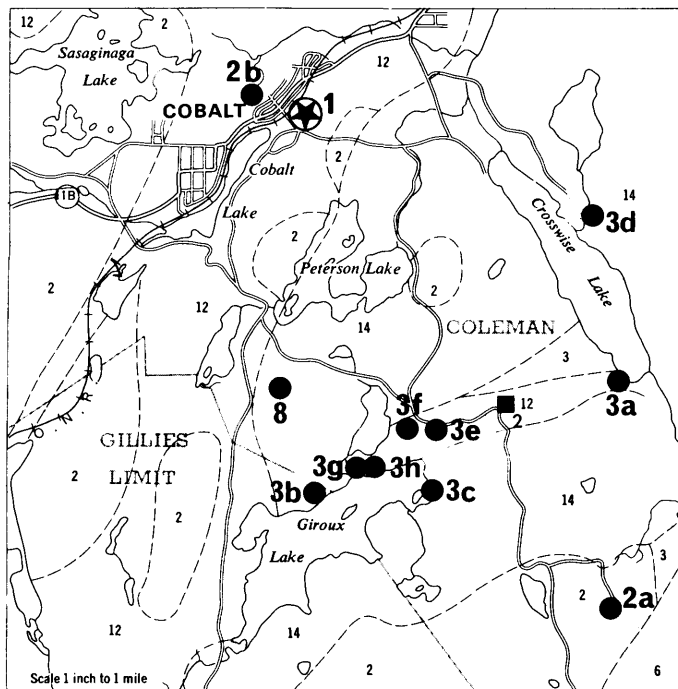 12
2
Sasaginaga
Lake
2b
COBALT
1
12
2
Cobalt
Lake
1B
14
3d
Crosswise
Lake
2
Peterson Lake
2
2
12
14
COLEMAN
3
3a
8
3f
12
2
3e
O. N. R.
GILLIES
LIMIT
2
2
3g
3h
3b
3c
14
Giroux
Lake
3
2
2a
12
14
2
6
Scale 1 inch to 1 mile